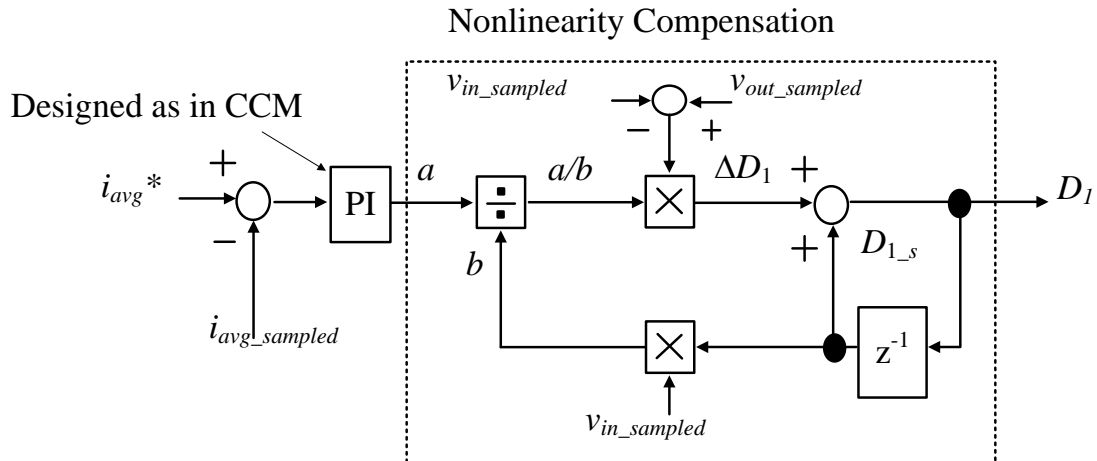 Nonlinearity Compensation
v_in_sampled
v_out_sampled
Designed as in CCM
− +
+
i_avg*
PI
a
÷
a/b
×
ΔD_1
+
D_1
−
b
+
D_1_s
i_avg_sampled
×
z^-1
v_in_sampled